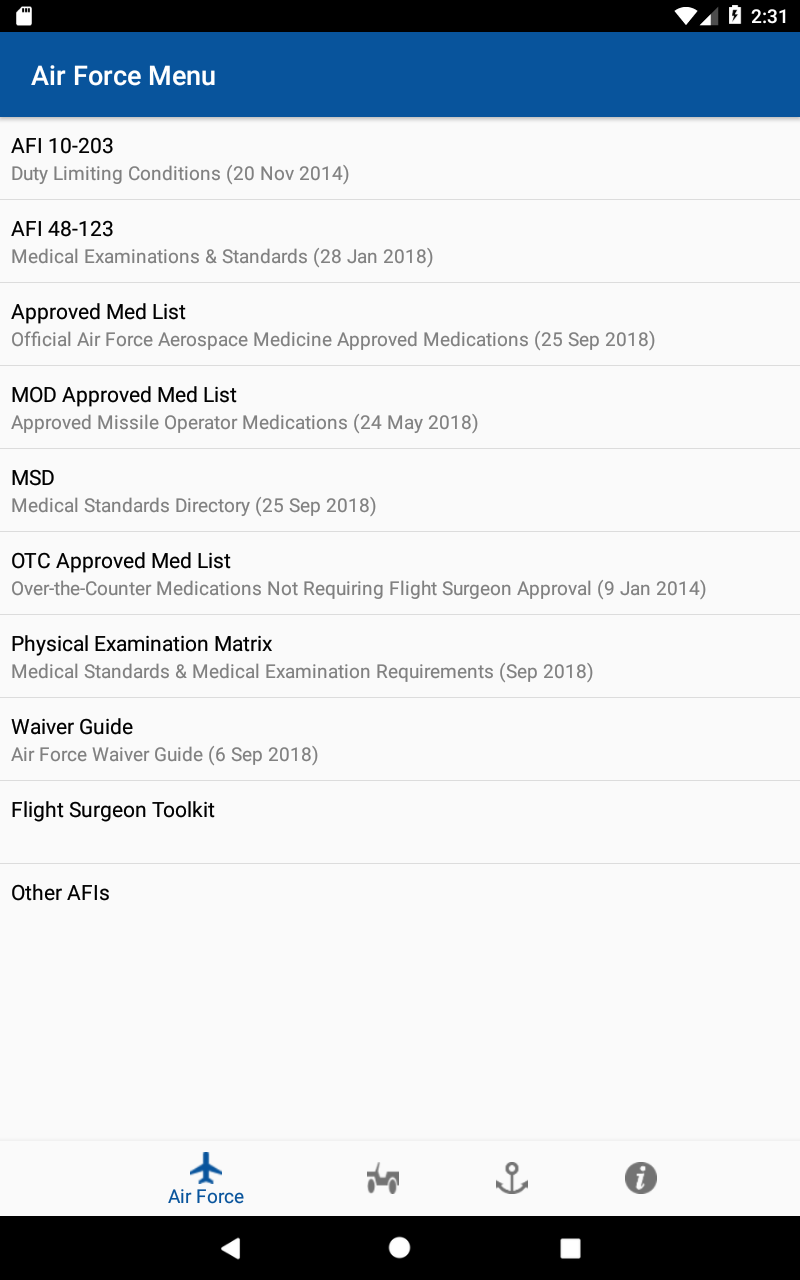 2:31
Air Force Menu
AFI 10-203
Duty Limiting Conditions (20 Nov 2014)
AFI 48-123
Medical Examinations & Standards (28 Jan 2018)
Approved Med List
Official Air Force Aerospace Medicine Approved Medications (25 Sep 2018)
MOD Approved Med List
Approved Missile Operator Medications (24 May 2018)
MSD
Medical Standards Directory (25 Sep 2018)
OTC Approved Med List
Over-the-Counter Medications Not Requiring Flight Surgeon Approval (9 Jan 2014)
Physical Examination Matrix
Medical Standards & Medical Examination Requirements (Sep 2018)
Waiver Guide
Air Force Waiver Guide (6 Sep 2018)
Flight Surgeon Toolkit
Other AFIs
Air Force